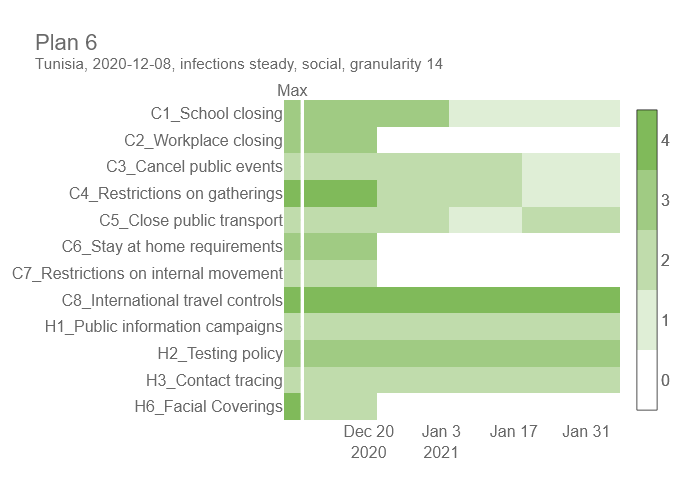 Plan 6
Tunisia, 2020-12-08, infections steady, social, granularity 14
Max
C1_School closing
C2_Workplace closing
C3_Cancel public events
C4_Restrictions on gatherings
C5_Close public transport
C6_Stay at home requirements
C7_Restrictions on internal movement
C8_International travel controls
H1_Public information campaigns
H2_Testing policy
H3_Contact tracing
H6_Facial Coverings
Dec 20 Jan 3 Jan 17 Jan 31
2020 2021
4
3
2
1
0